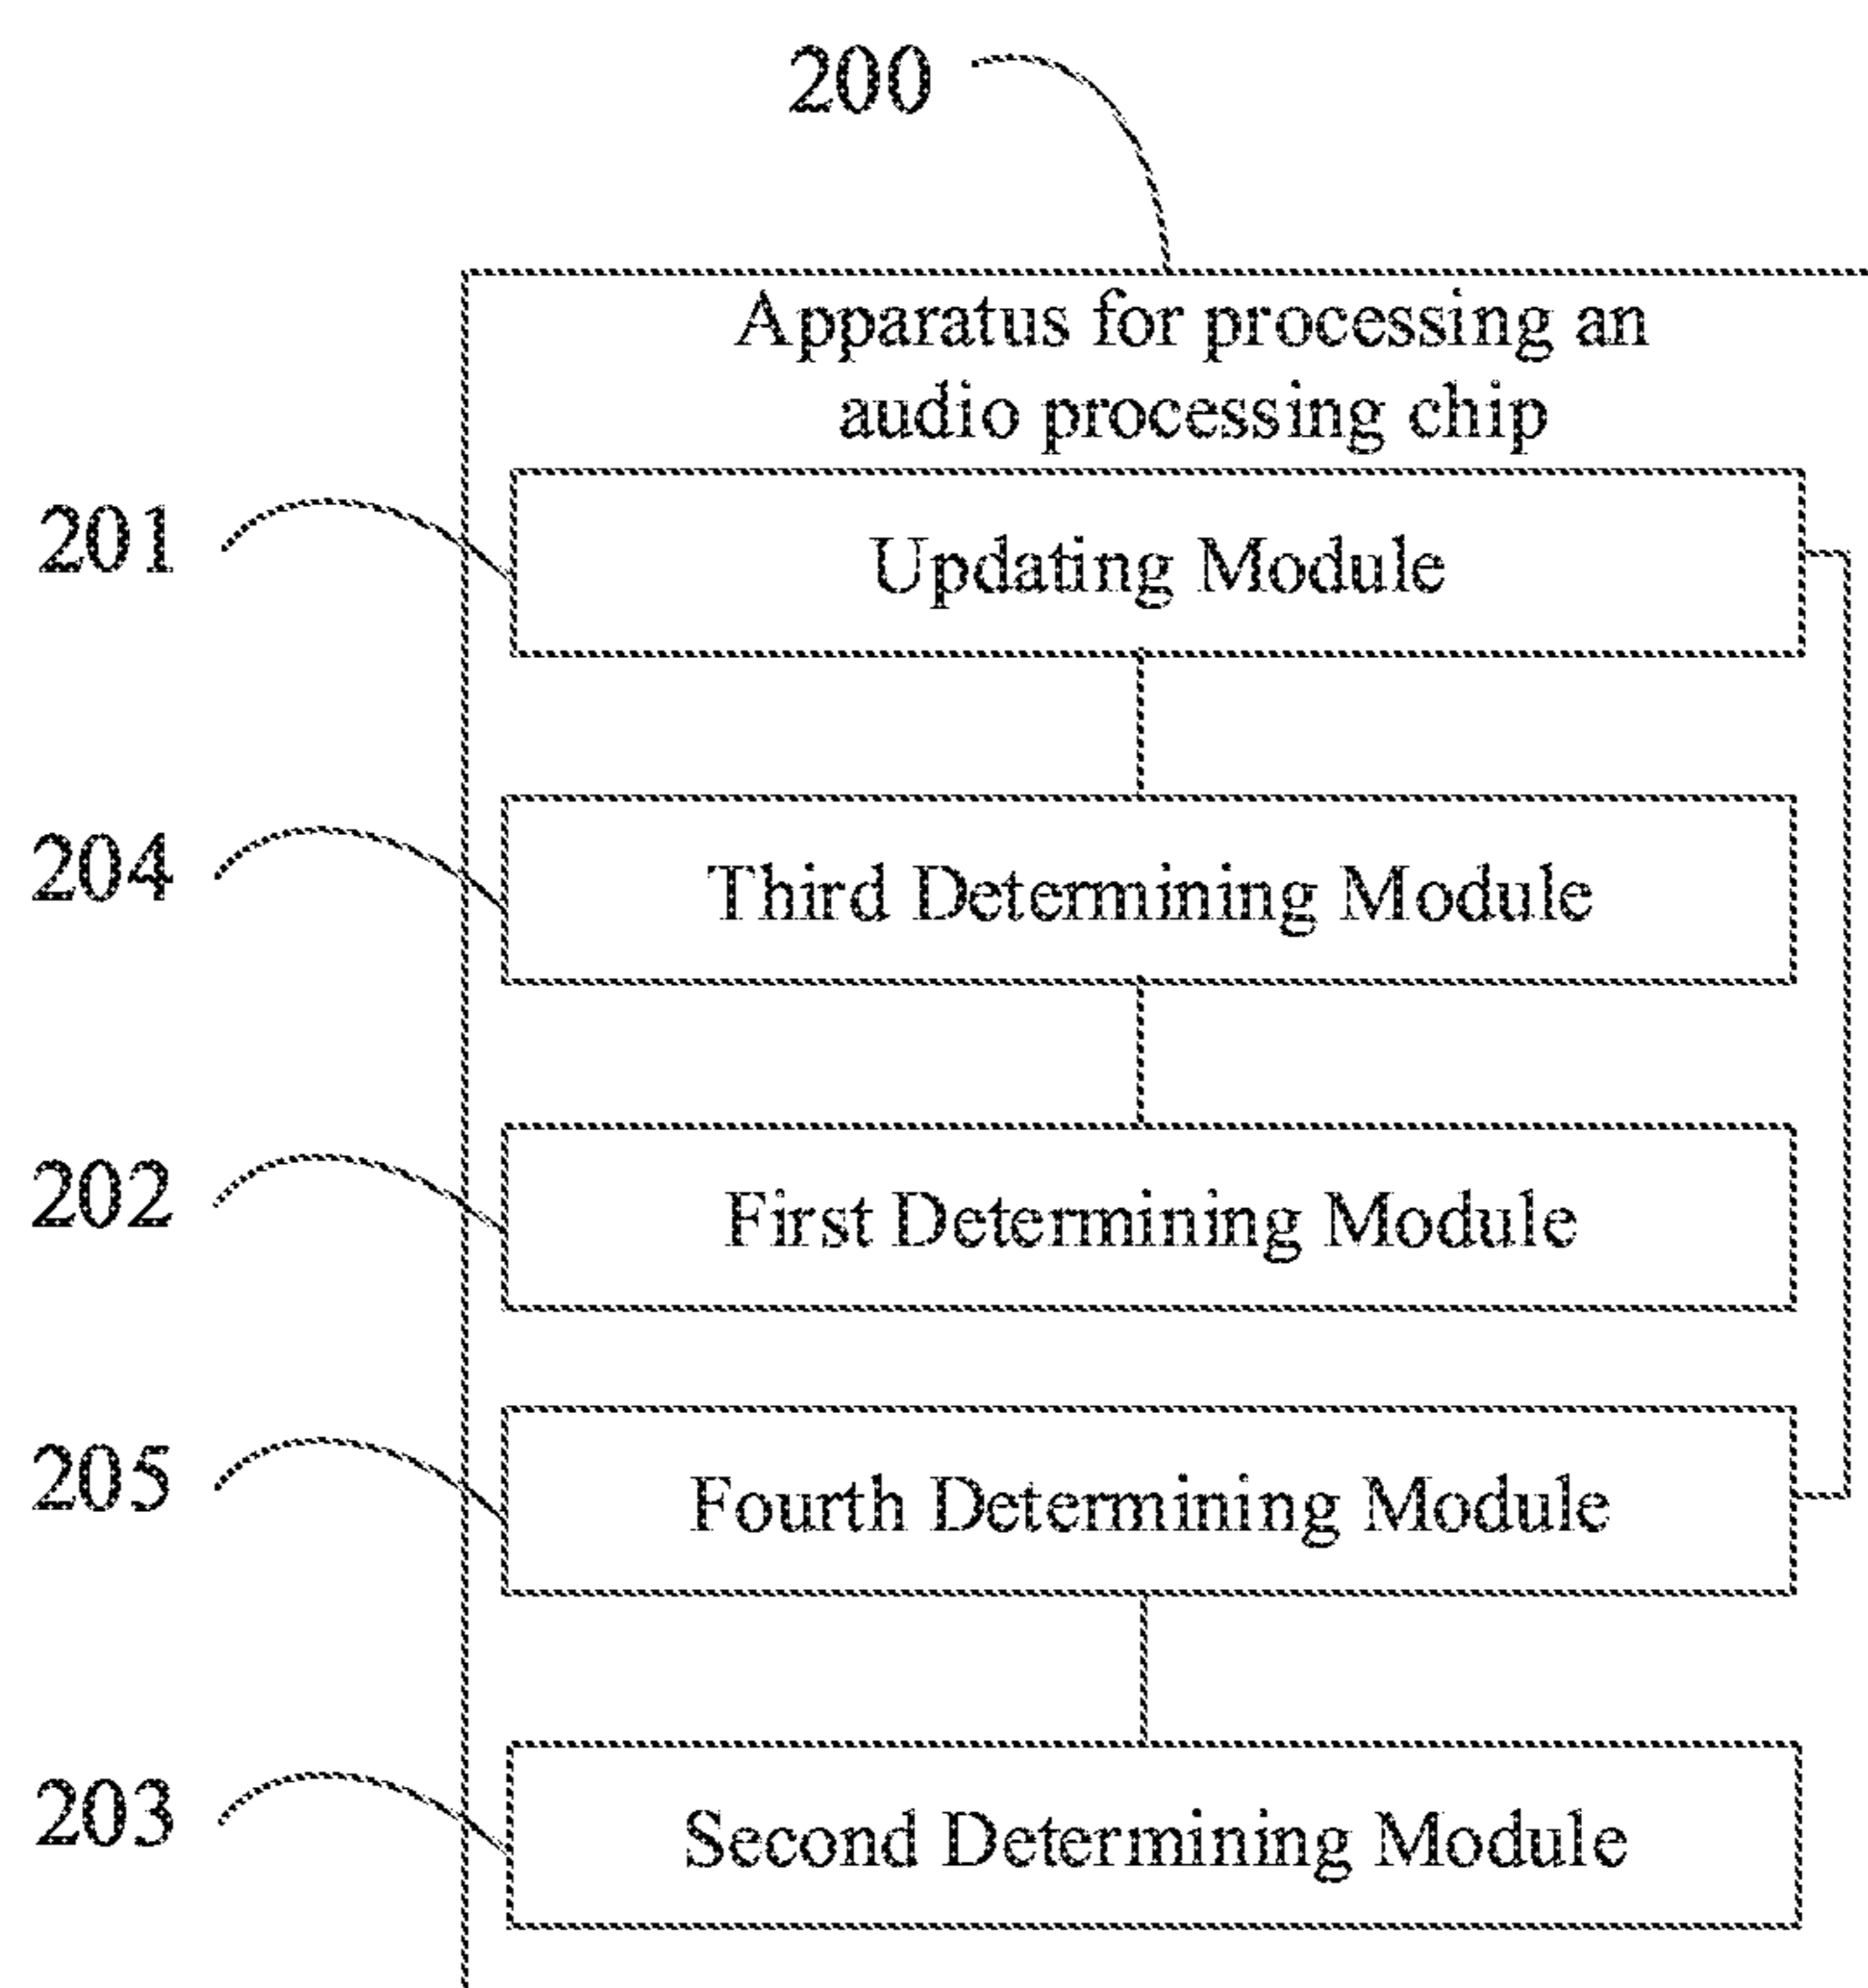 200
Apparatus for processing an
audio processing chip
201
Updating Module
204
Third Determining Module
202
First Determining Module
205
Fourth Determining Module
203
Second Determining Module